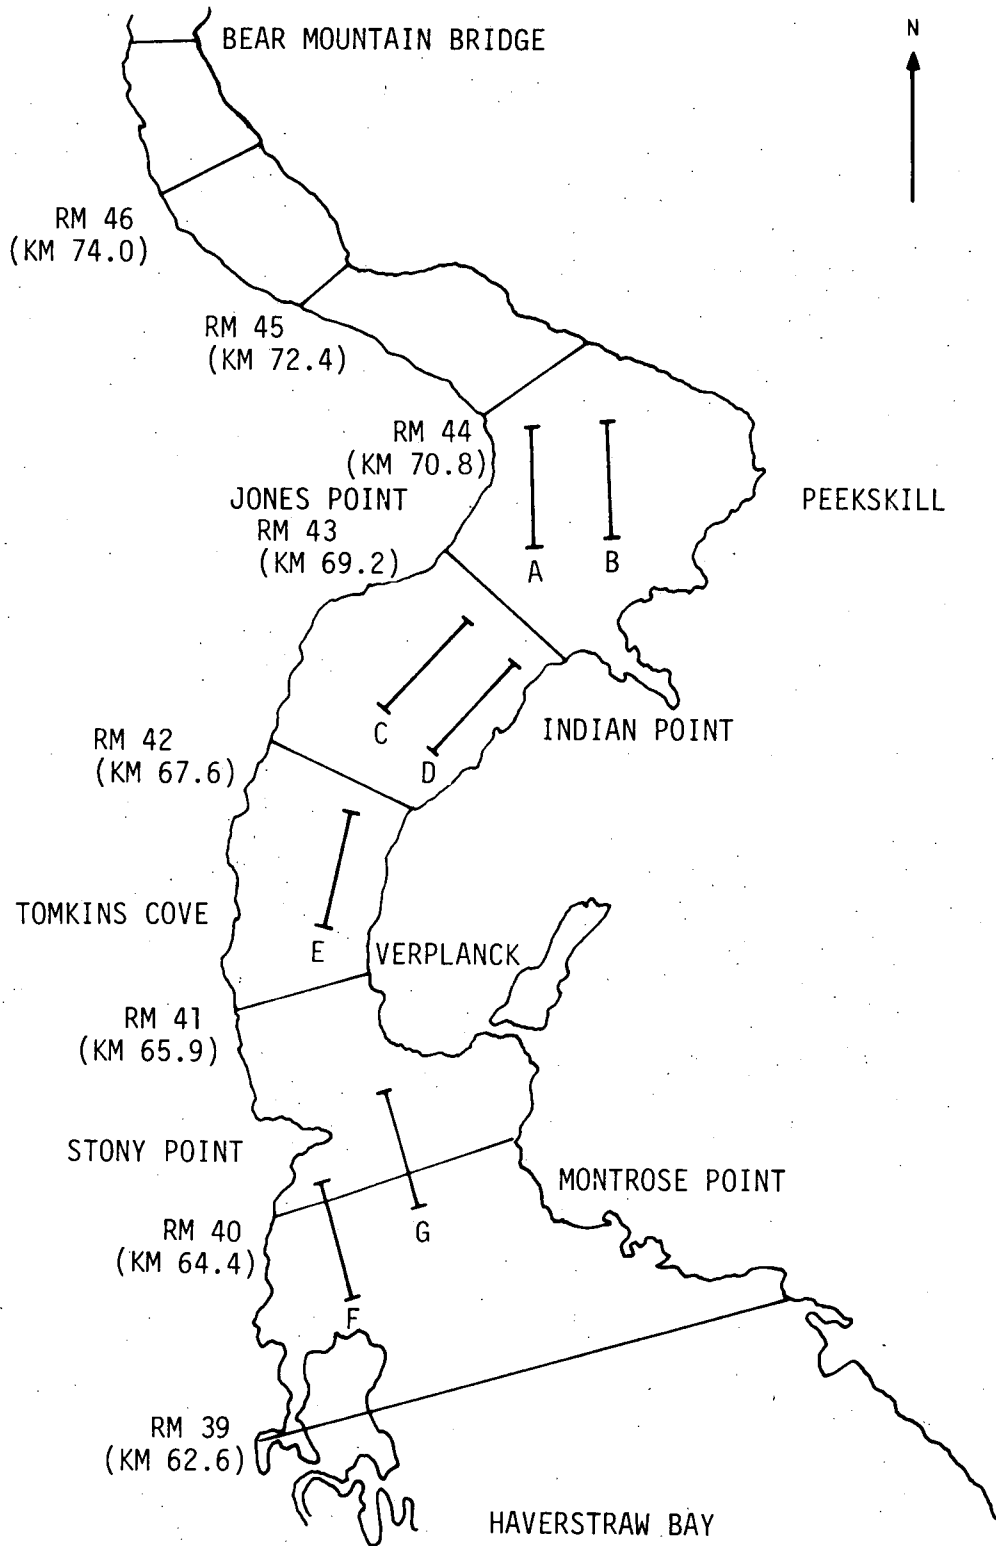 N
BEAR MOUNTAIN BRIDGE
RM 46
(KM 74.0)
RM 45
(KM 72.4)
RM 44
(KM 70.8)
JONES POINT
PEEKSKILL
RM 43
(KM 69.2)
A
B
C
D
INDIAN POINT
RM 42
(KM 67.6)
TOMKINS COVE
E
VERPLANCK
RM 41
(KM 65.9)
STONY POINT
MONTROSE POINT
RM 40
(KM 64.4)
G
F
RM 39
(KM 62.6)
HAVERSTRAW BAY